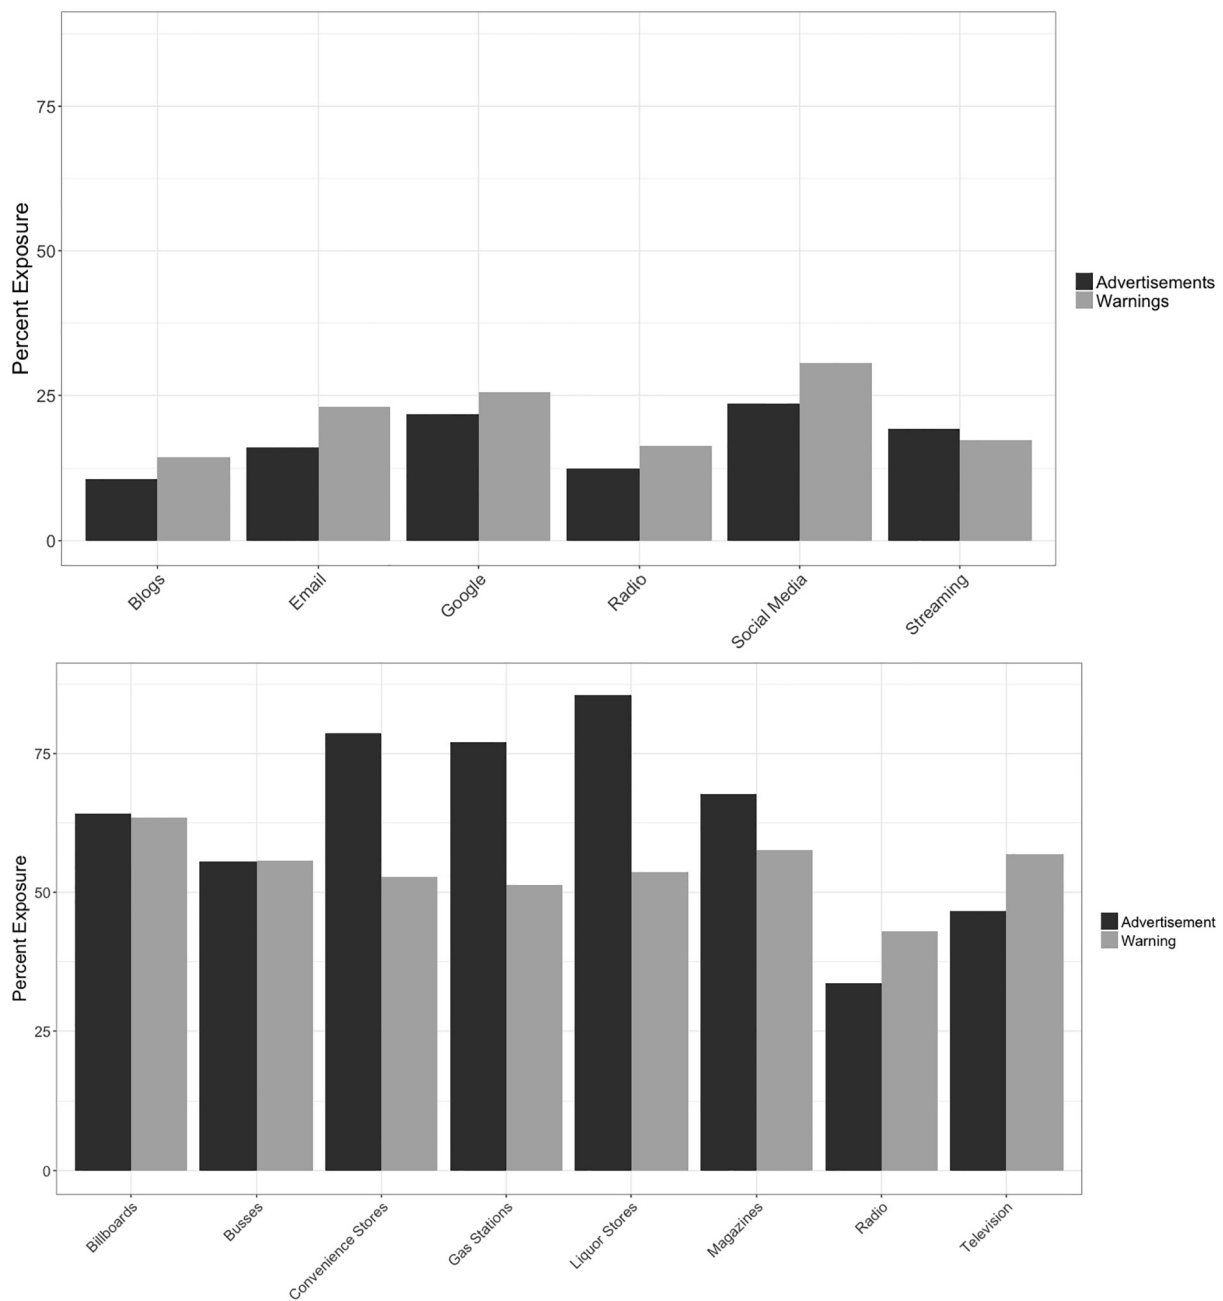 Percent Exposure
75
50
25
0
Blogs
Email
Google
Radio
Social Media
Streaming
Advertisements
Warnings
Percent Exposure
75
50
25
0
Billboards
Busses
Convenience Stores
Gas Stations
Liquor Stores
Magazines
Radio
Television
Advertisement
Warning